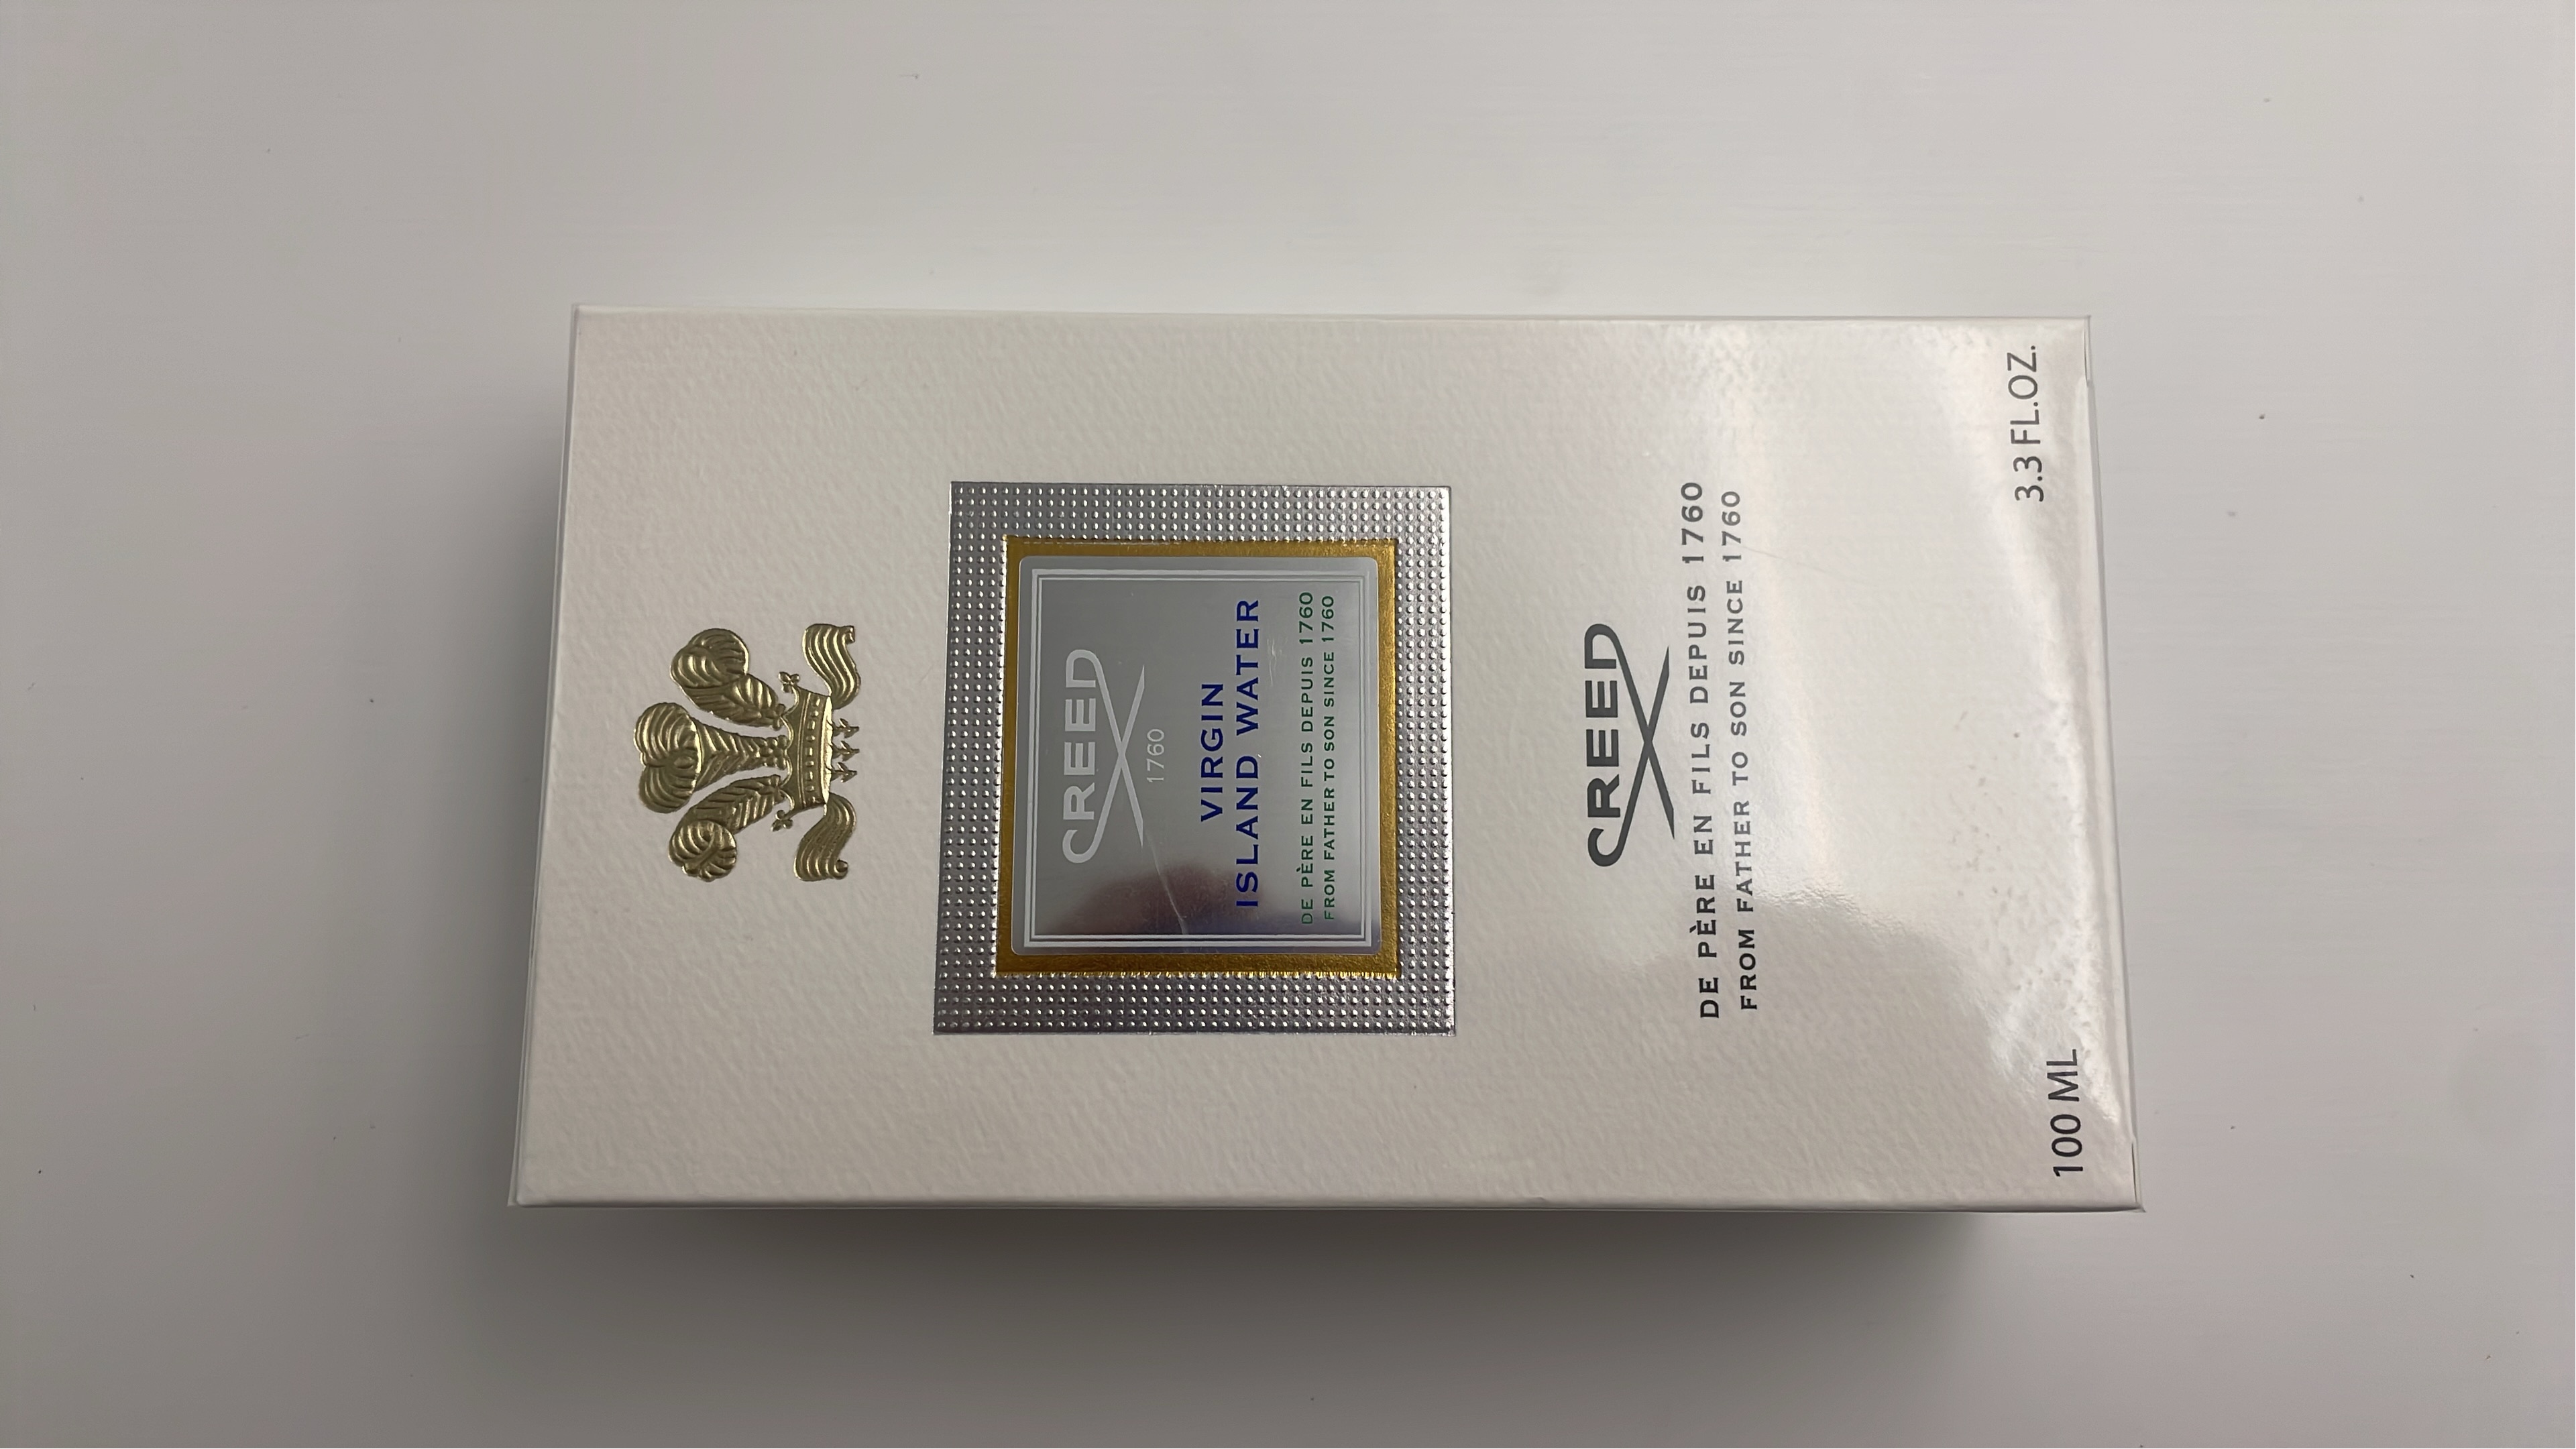 CREED
1760
VIRGIN
ISLAND WATER
DE PÈRE EN FILS DEPUIS 1760
FROM FATHER TO SON SINCE 1760
CREED
DE PÈRE EN FILS DEPUIS 1760
FROM FATHER TO SON SINCE 1760
100 ML
3.3 FL.OZ.